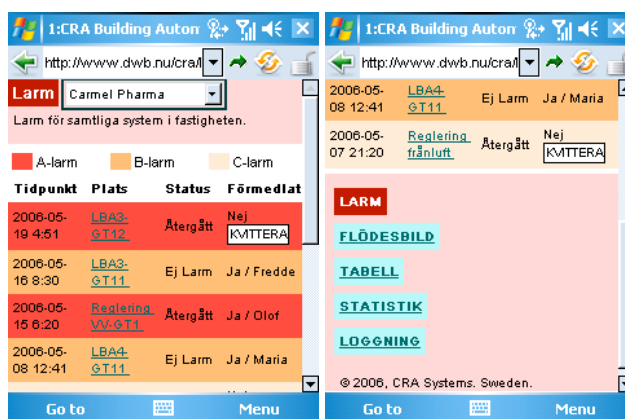 1:CRA Building Auton
http://www.dwb.nu/cra/l
Larm Carmel Pharma
Larm för samtliga system i fastigheten.
A-larm B-larm C-larm
Tidpunkt Plats Status Förmedlat
2006-05-19 4:51 LBA3-GT12 Återgått Nej KVITTERA
2006-05-16 8:30 LBA3-GT11 Ej Larm Ja / Fredde
2006-05-15 6:20 Reglering VV-GT1 Återgått Ja / Olof
2006-05-08 12:41 LBA4-GT11 Ej Larm Ja / Maria
Go to Menu
1:CRA Building Auton
http://www.dwb.nu/cra/l
2006-05-08 12:41 LBA4-GT11 Ej Larm Ja / Maria
2006-05-07 21:20 Reglering frånluft Återgått Nej KVITTERA
LARM
FLÖDESBILD
TABELL
STATISTIK
LOGGNING
© 2006, CRA Systems. Sweden.
Go to Menu